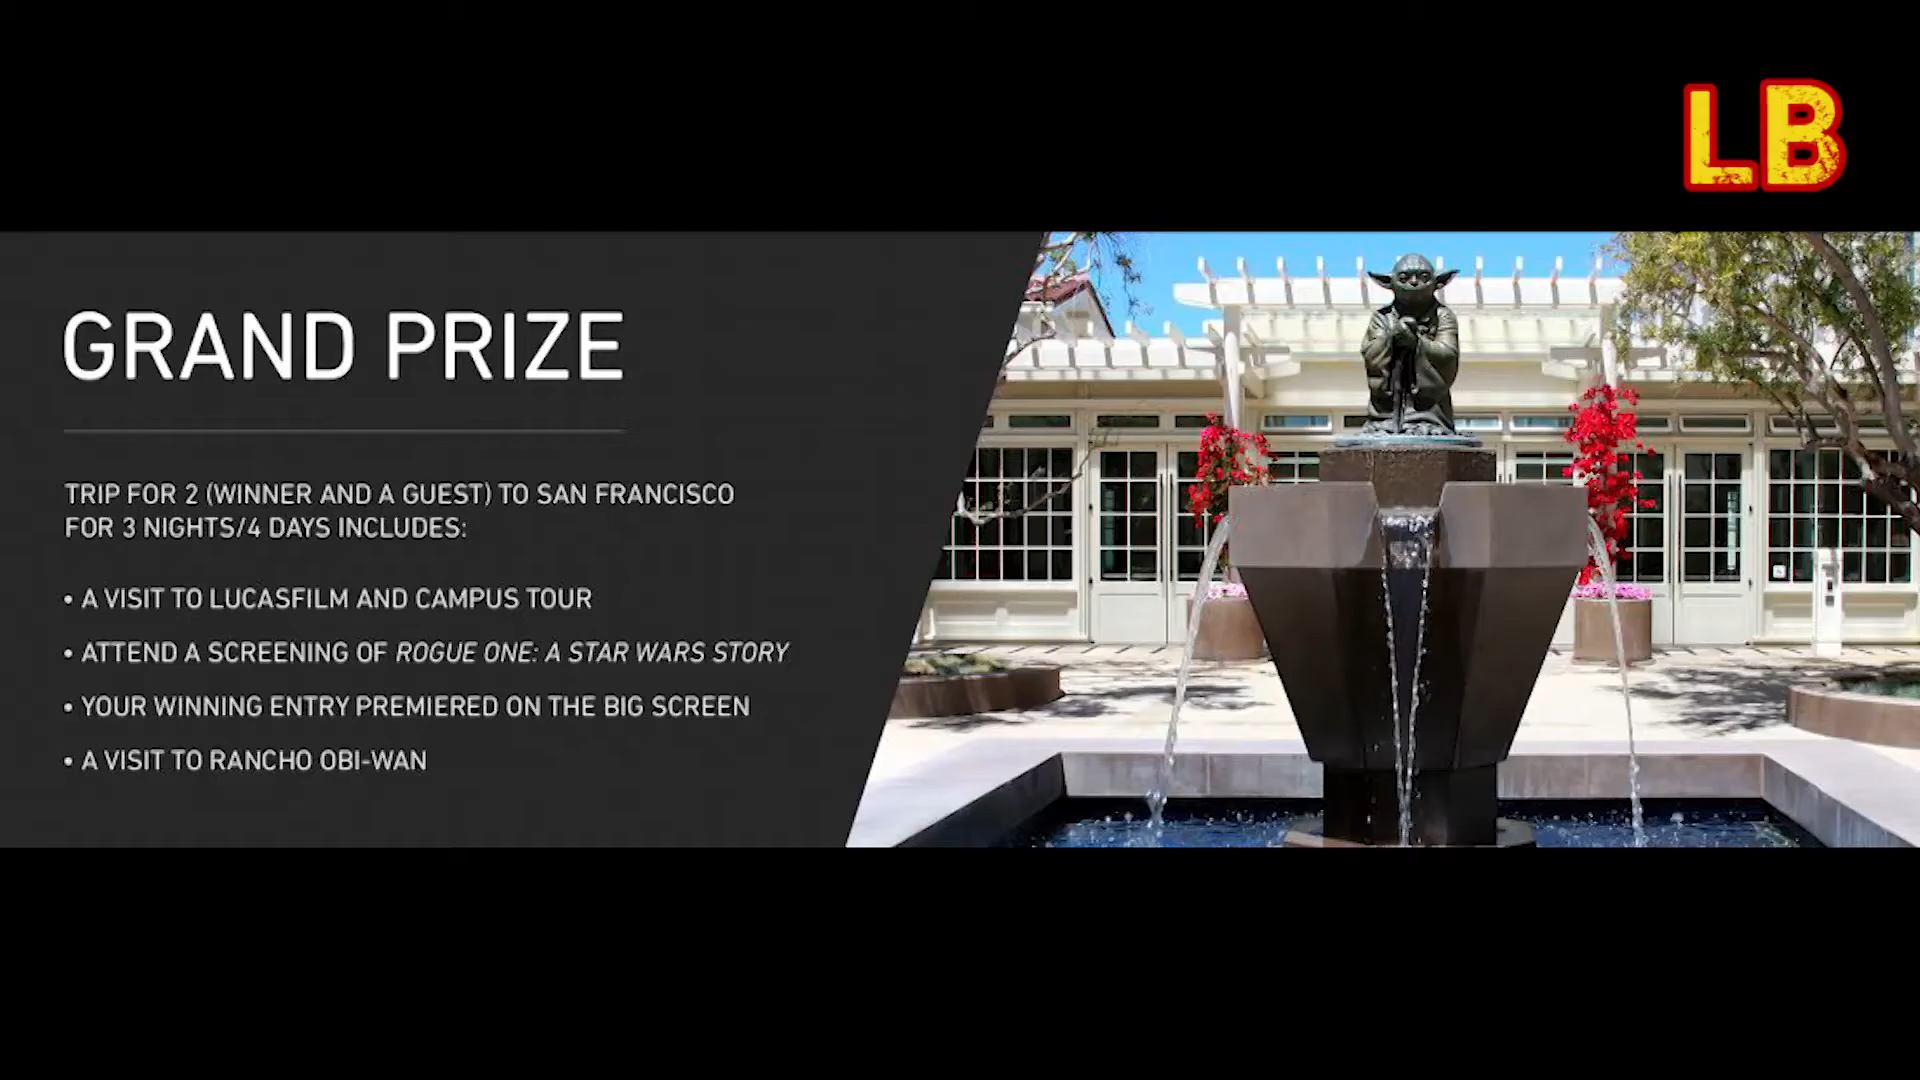 LB
GRAND PRIZE
TRIP FOR 2 (WINNER AND A GUEST) TO SAN FRANCISCO
FOR 3 NIGHTS/4 DAYS INCLUDES:
• A VISIT TO LUCASFILM AND CAMPUS TOUR
• ATTEND A SCREENING OF ROGUE ONE: A STAR WARS STORY
• YOUR WINNING ENTRY PREMIERED ON THE BIG SCREEN
• A VISIT TO RANCHO OBI-WAN